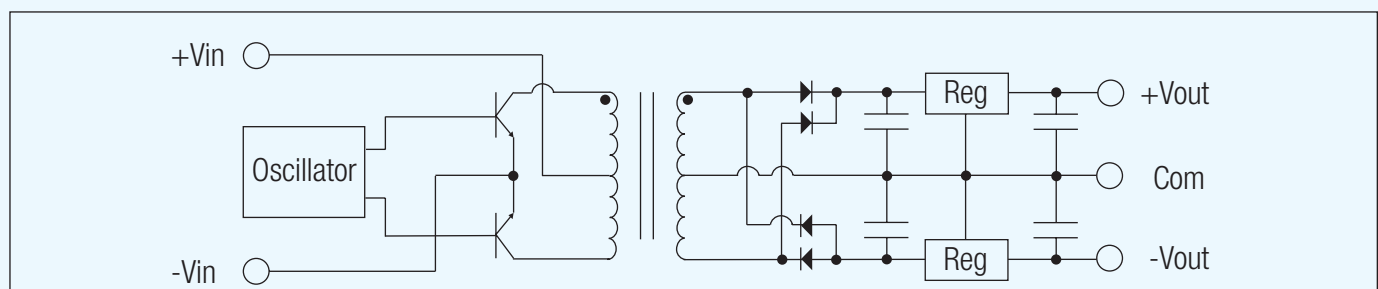 +Vin
Oscillator
-Vin
Reg
+Vout
Com
Reg
-Vout